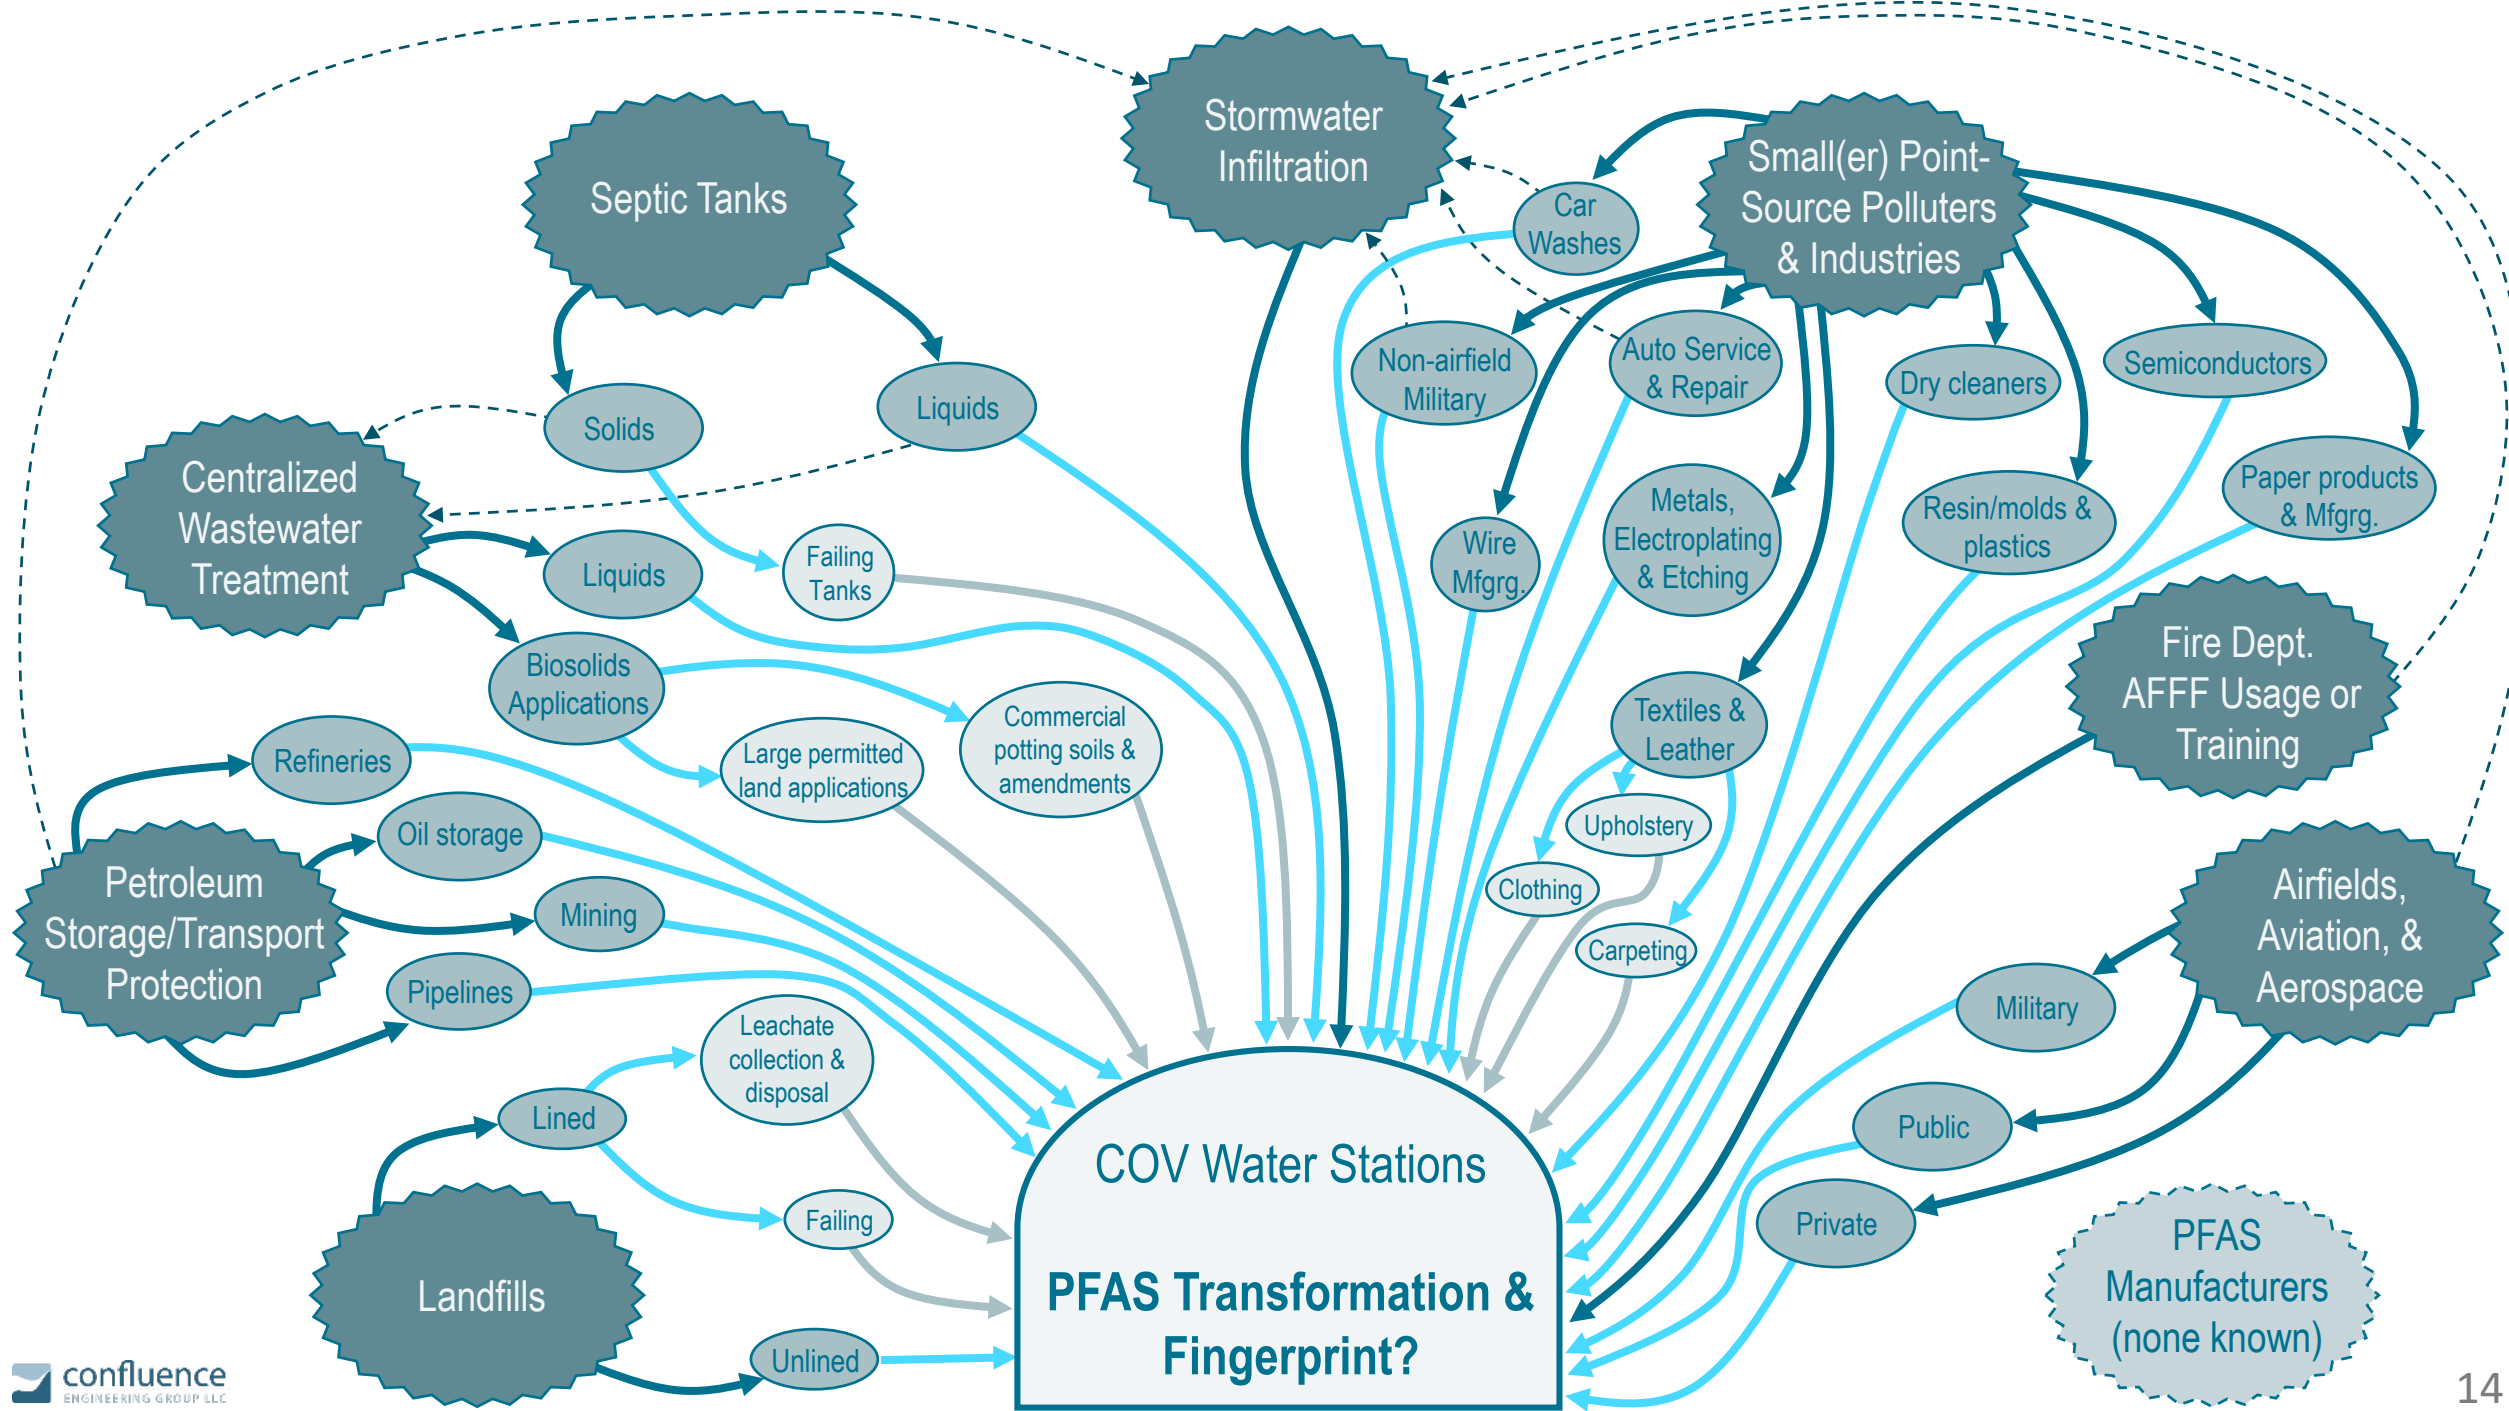 Stormwater
Infiltration
Septic Tanks
Small(er) Point-
Source Polluters
& Industries
Car
Washes
Non-airfield
Military
Auto Service
& Repair
Dry cleaners
Semiconductors
Solids
Liquids
Centralized
Wastewater
Treatment
Liquids
Failing
Tanks
Wire
Mfgrg.
Metals,
Electroplating
& Etching
Resin/molds &
plastics
Paper products
& Mfgrg.
Biosolids
Applications
Large permitted
land applications
Commercial
potting soils &
amendments
Textiles &
Leather
Upholstery
Clothing
Carpeting
Fire Dept.
AFFF Usage or
Training
Refineries
Oil storage
Mining
Pipelines
Petroleum
Storage/Transport
Protection
Airfields,
Aviation, &
Aerospace
Military
Public
Private
Leachate
collection &
disposal
Lined
Failing
Landfills
Unlined
COV Water Stations
PFAS Transformation &
Fingerprint?
PFAS
Manufacturers
(none known)
confluence
ENGINEERING GROUP LLC
14